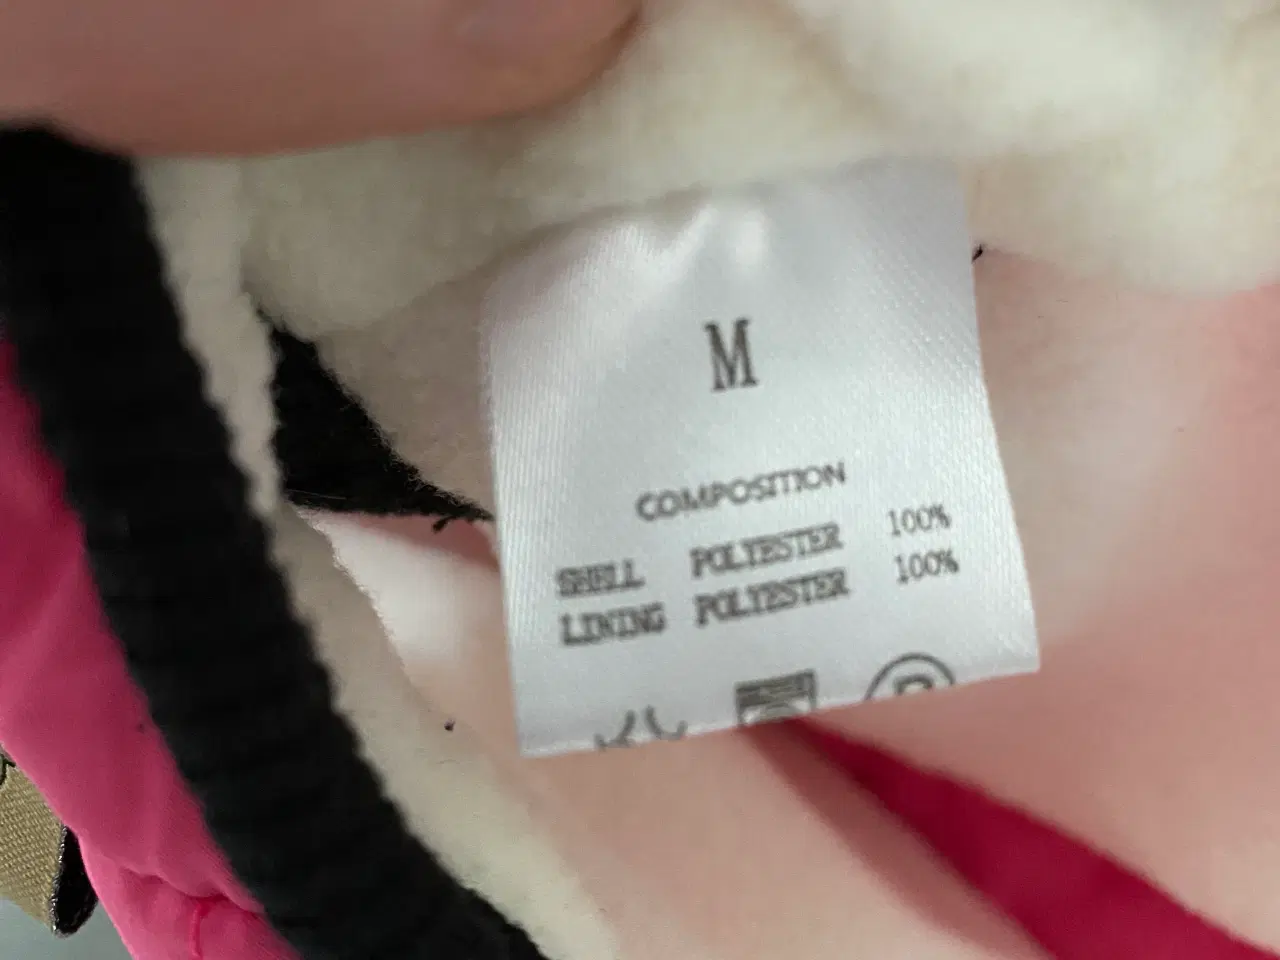 M
COMPOSITION
SHELL POLYESTER 100%
LINING POLYESTER 100%